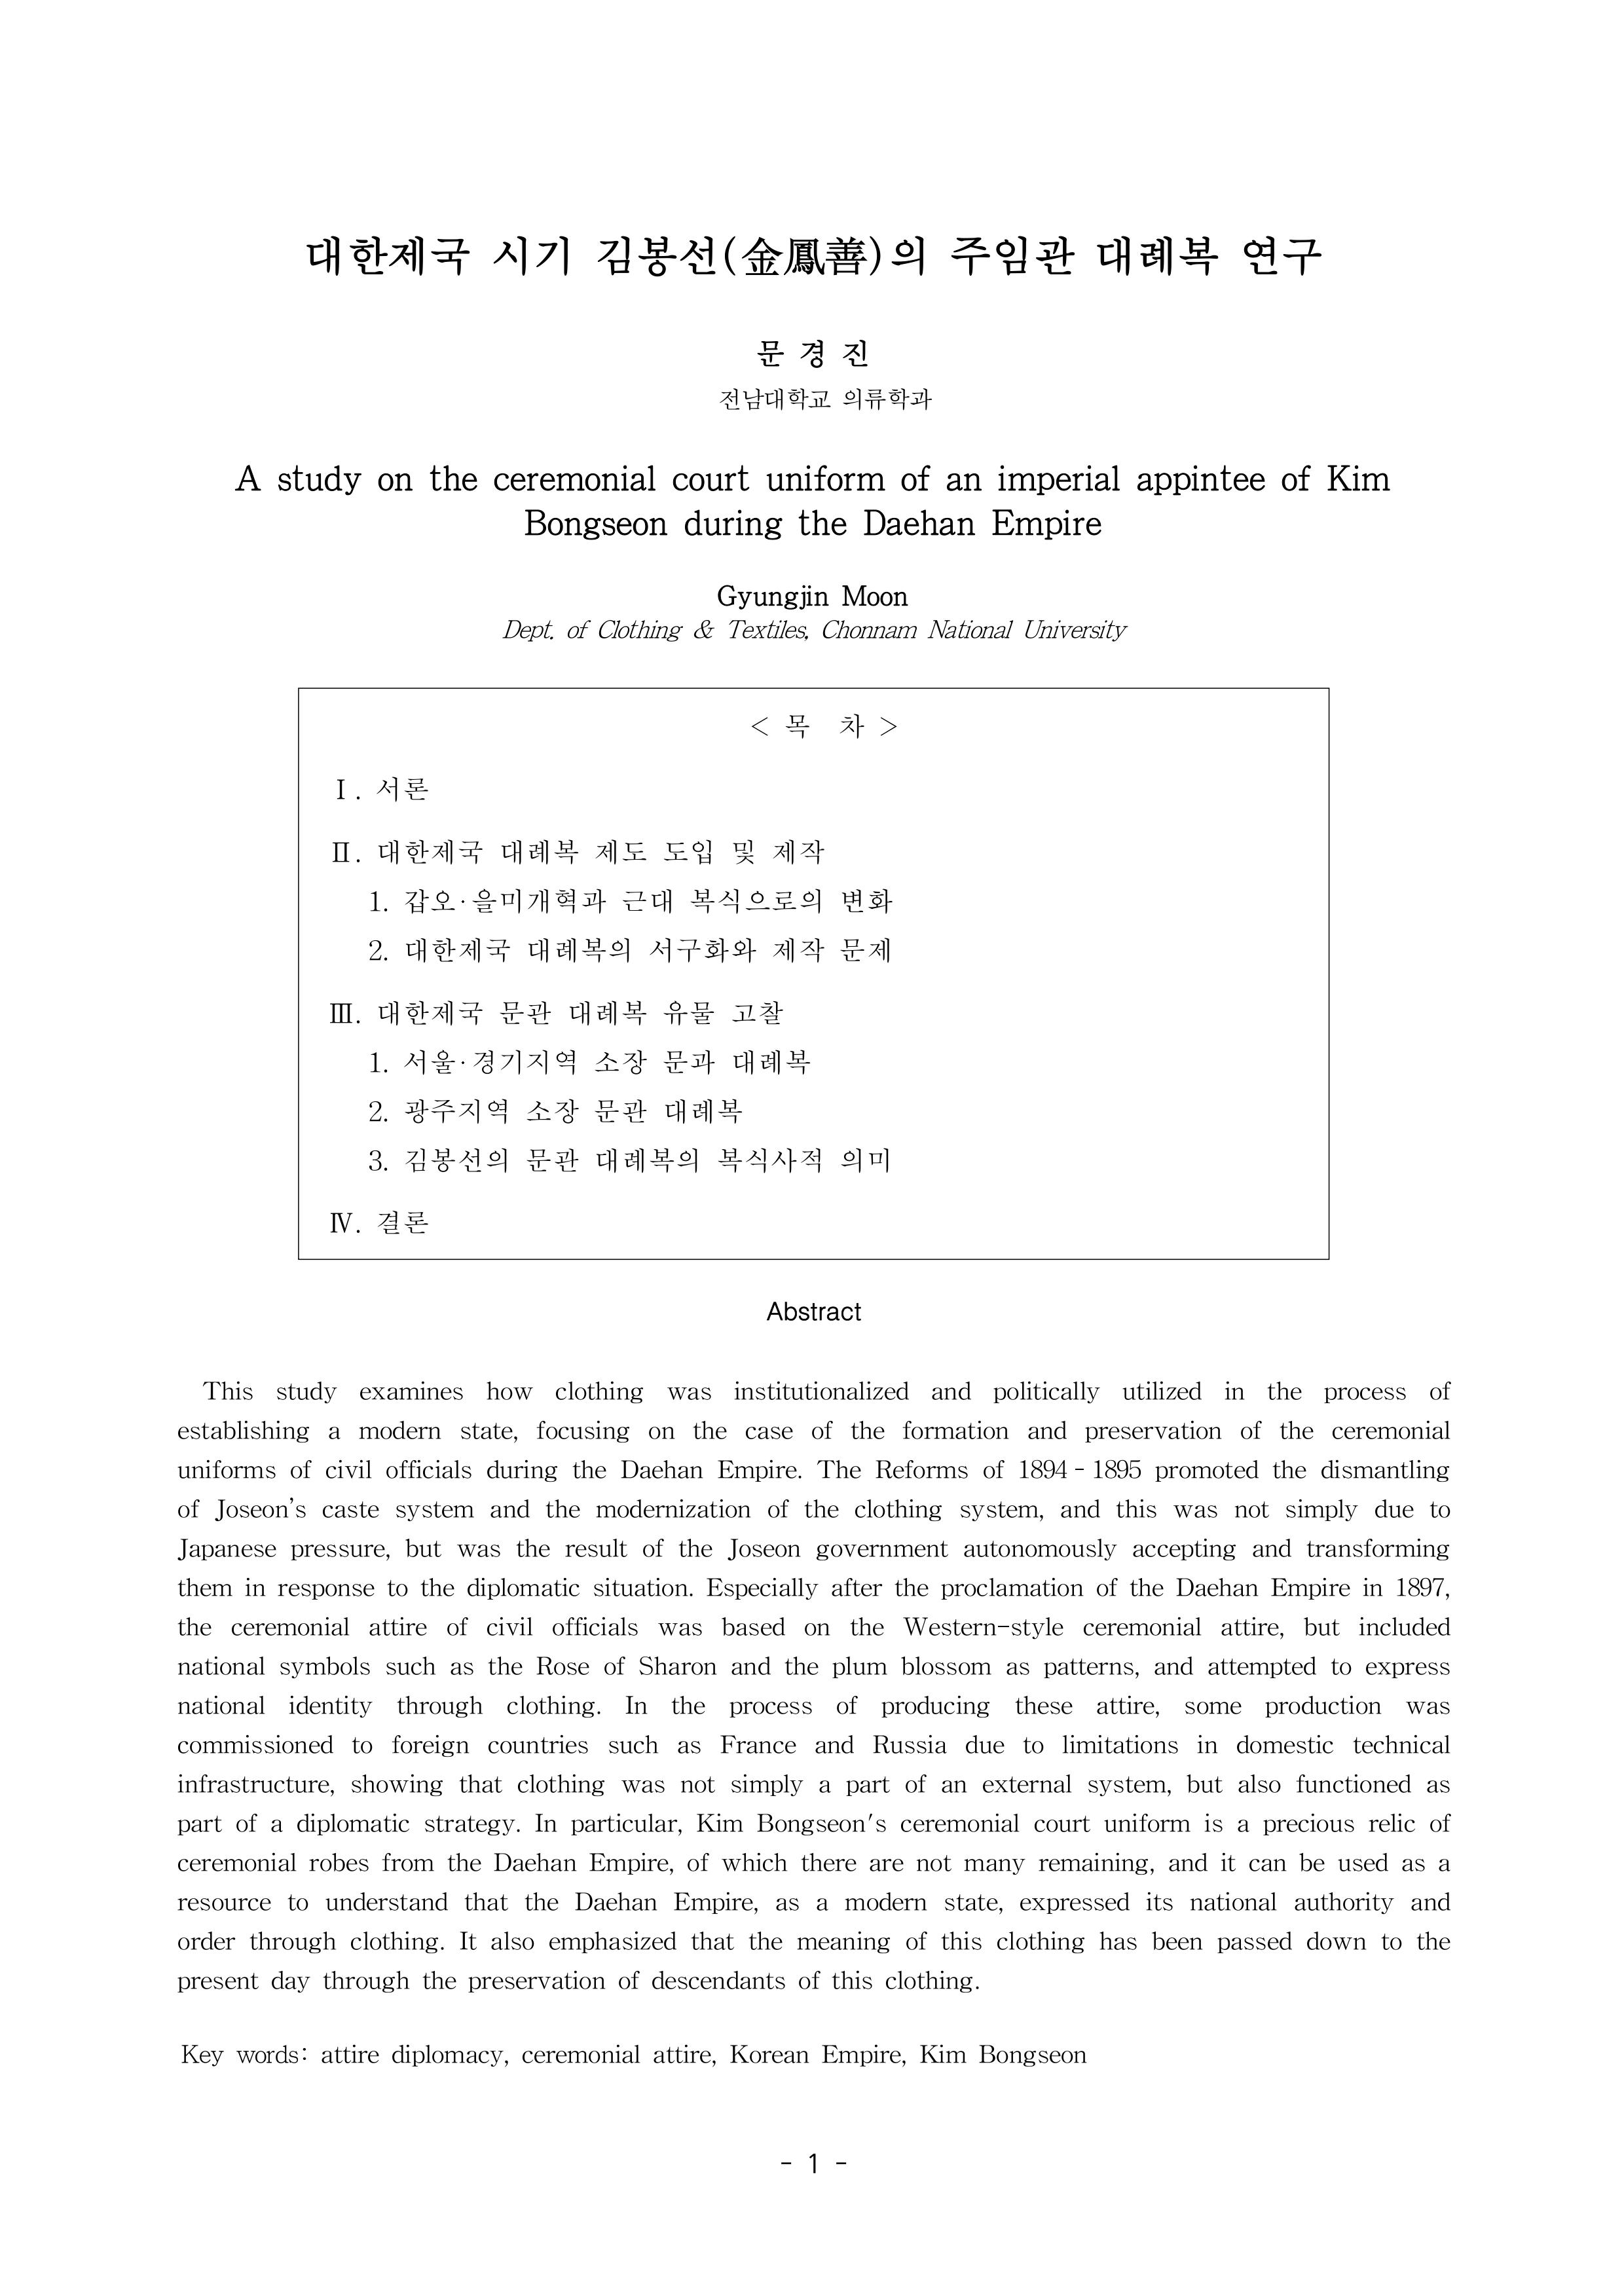 대한제국 시기 김봉선(金鳳善)의 주임관 대례복 연구
문 경 진
전남대학교 의류학과
A study on the ceremonial court uniform of an imperial appintee of Kim
Bongseon during the Daehan Empire
Gyungjin Moon
Dept. of Clothing & Textiles, Chonnam National University
< 목 차 >
Ⅰ. 서론
Ⅱ. 대한제국 대례복 제도 도입 및 제작
1. 갑오·을미개혁과 근대 복식으로의 변화
2. 대한제국 대례복의 서구화와 제작 문제
Ⅲ. 대한제국 문관 대례복 유물 고찰
1. 서울·경기지역 소장 문과 대례복
2. 광주지역 소장 문관 대례복
3. 김봉선의 문관 대례복의 복식사적 의미
Ⅳ. 결론
Abstract
This study examines how clothing was institutionalized and politically utilized in the process of
establishing a modern state, focusing on the case of the formation and preservation of the ceremonial
uniforms of civil officials during the Daehan Empire. The Reforms of 1894–1895 promoted the dismantling
of Joseon's caste system and the modernization of the clothing system, and this was not simply due to
Japanese pressure, but was the result of the Joseon government autonomously accepting and transforming
them in response to the diplomatic situation. Especially after the proclamation of the Daehan Empire in 1897,
the ceremonial attire of civil officials was based on the Western-style ceremonial attire, but included
national symbols such as the Rose of Sharon and the plum blossom as patterns, and attempted to express
national identity through clothing. In the process of producing these attire, some production was
commissioned to foreign countries such as France and Russia due to limitations in domestic technical
infrastructure, showing that clothing was not simply a part of an external system, but also functioned as
part of a diplomatic strategy. In particular, Kim Bongseon's ceremonial court uniform is a precious relic of
ceremonial robes from the Daehan Empire, of which there are not many remaining, and it can be used as a
resource to understand that the Daehan Empire, as a modern state, expressed its national authority and
order through clothing. It also emphasized that the meaning of this clothing has been passed down to the
present day through the preservation of descendants of this clothing.
Key words: attire diplomacy, ceremonial attire, Korean Empire, Kim Bongseon
- 1 -